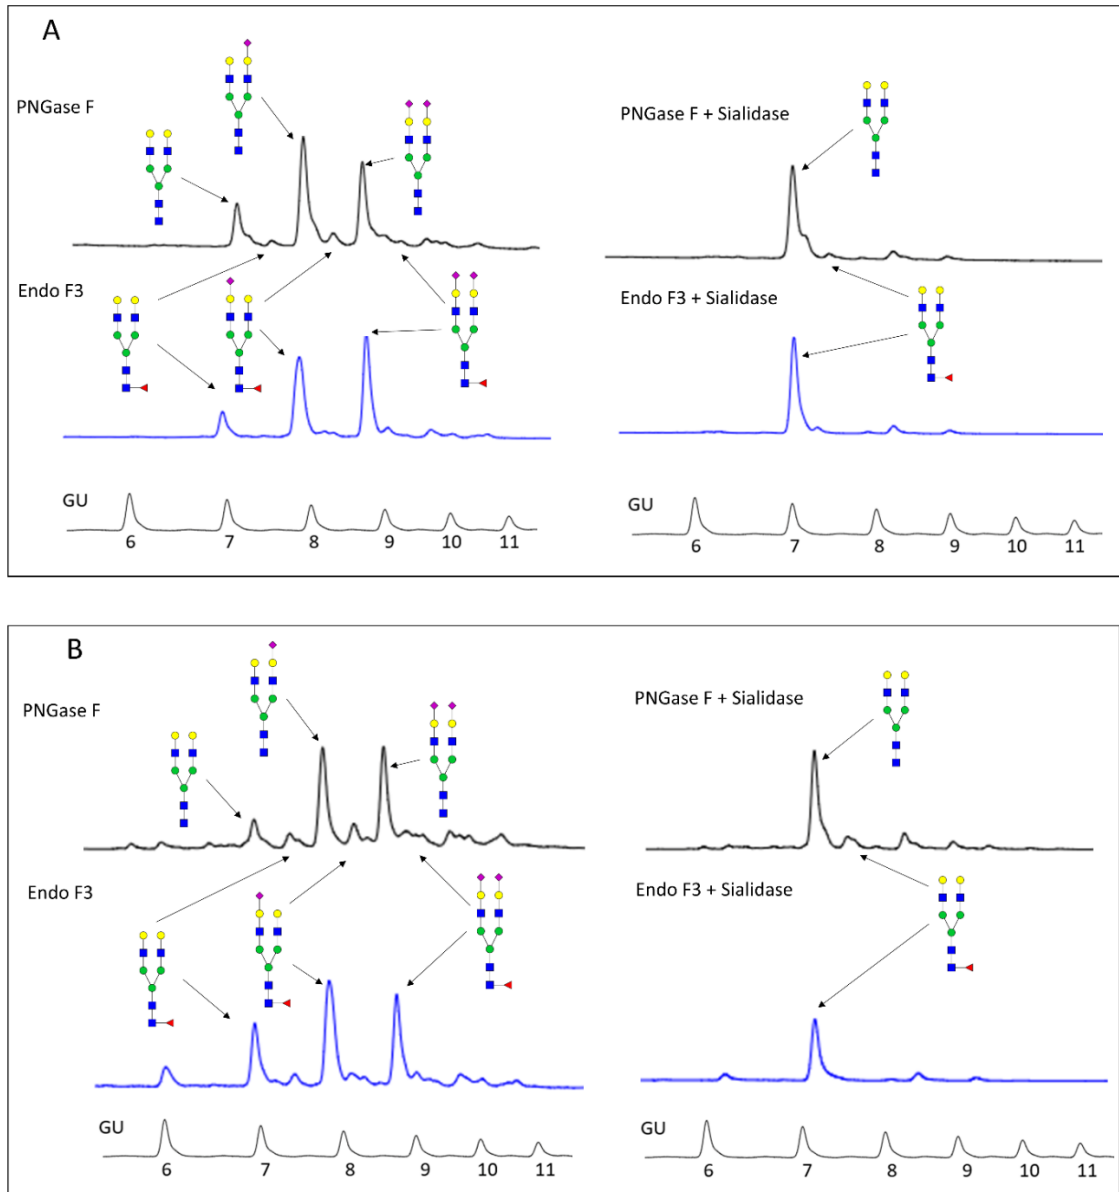 A
PNGase F
PNGase F + Sialidase
Endo F3
Endo F3 + Sialidase
GU
6 7 8 9 10 11
6 7 8 9 10 11
GU
B
PNGase F
PNGase F + Sialidase
Endo F3
Endo F3 + Sialidase
GU
6 7 8 9 10 11
GU
6 7 8 9 10 11